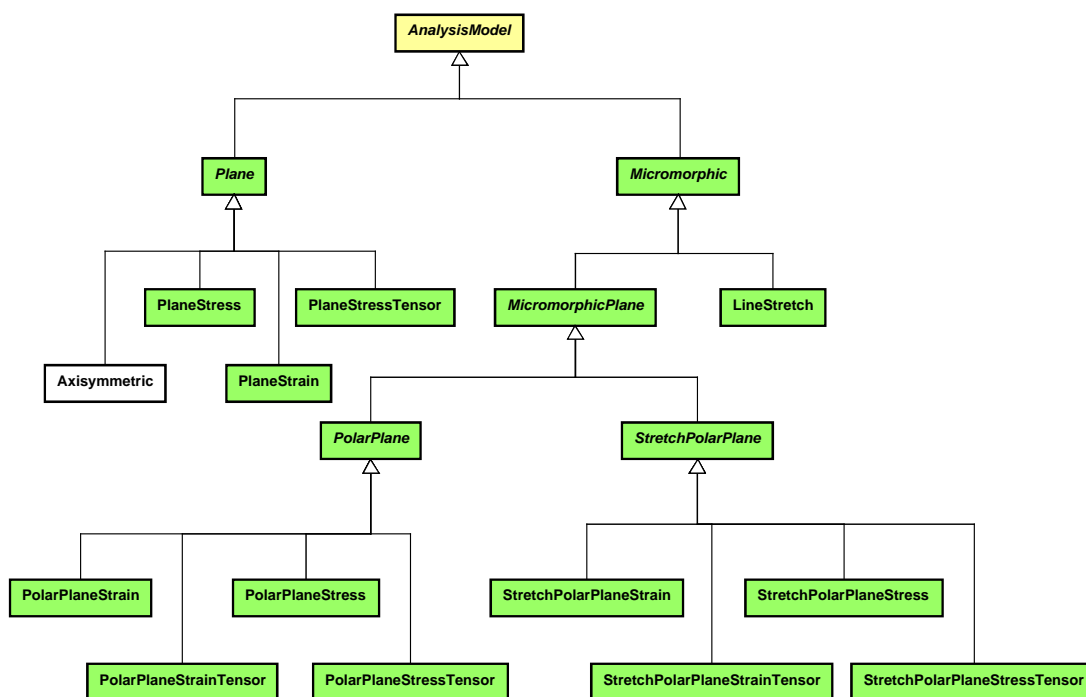 AnalysisModel
Plane
Micromorphic
PlaneStress
PlaneStressTensor
MicromorphicPlane
LineStretch
Axisymmetric
PlaneStrain
PolarPlane
StretchPolarPlane
PolarPlaneStrain
PolarPlaneStress
StretchPolarPlaneStrain
StretchPolarPlaneStress
PolarPlaneStrainTensor
PolarPlaneStressTensor
StretchPolarPlaneStrainTensor
StretchPolarPlaneStressTensor